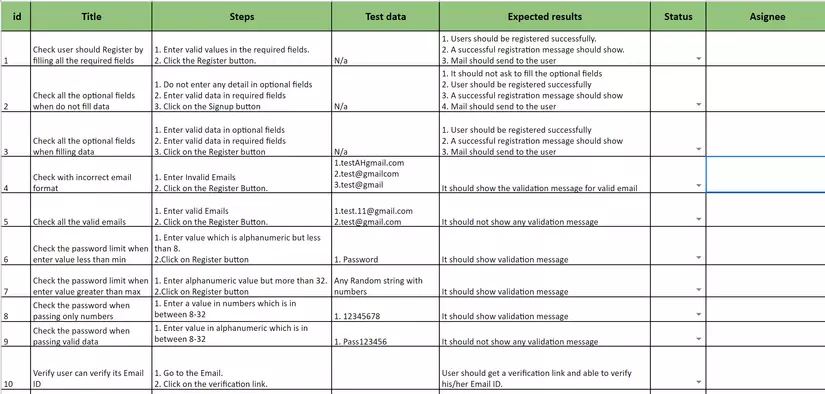 id Title Steps Test data Expected results Status Asignee
1 Check user should Register by filling all the required fields
1. Enter valid values in the required fields.
2. Click the Register button.
N/a
1. Users should be registered successfully.
2. A successful registration message should show.
3. Mail should send to the user
2 Check all the optional fields when do not fill data
1. Do not enter any detail in optional fields
2. Enter valid data in required fields
3. Click on the Signup button
N/a
1. It should not ask to fill the optional fields
2. User should be registered successfully
3. A successful registration message should show
4. Mail should send to the user
3 Check all the optional fields when filling data
1. Enter valid data in optional fields
2. Enter valid data in required fields
3. Click on the Register button
N/a
1. User should be registered successfully
2. A successful registration message should show
3. Mail should send to the user
4 Check with incorrect email format
1. Enter Invalid Emails
2. Click on the Register Button.
1.testAHgmail.com
2.test@gmailcom
3.test@gmail
It should show the validation message for valid email
5 Check all the valid emails
1. Enter valid Emails
2. Click on the Register Button.
1.test.11@gmail.com
2.test@gmail.com
It should not show any validation message
6 Check the password limit when enter value less than min
1. Enter value which is alphanumeric but less than 8.
2.Click on Register button
1. Password
It should show validation message
7 Check the password limit when enter value greater than max
1. Enter alphanumeric value but more than 32.
2.Click on Register button
Any Random string with numbers
It should show validation message
8 Check the password when passing only numbers
1. Enter a value in numbers which is in between 8-32
1. 12345678
It should show validation message
9 Check the password when passing valid data
1. Enter value in alphanumeric which is in between 8-32
1. Pass123456
It should not show any validation message
10 Verify user can verify its Email ID
1. Go to the Email.
2. Click on the verification link.
User should get a verification link and able to verify his/her Email ID.